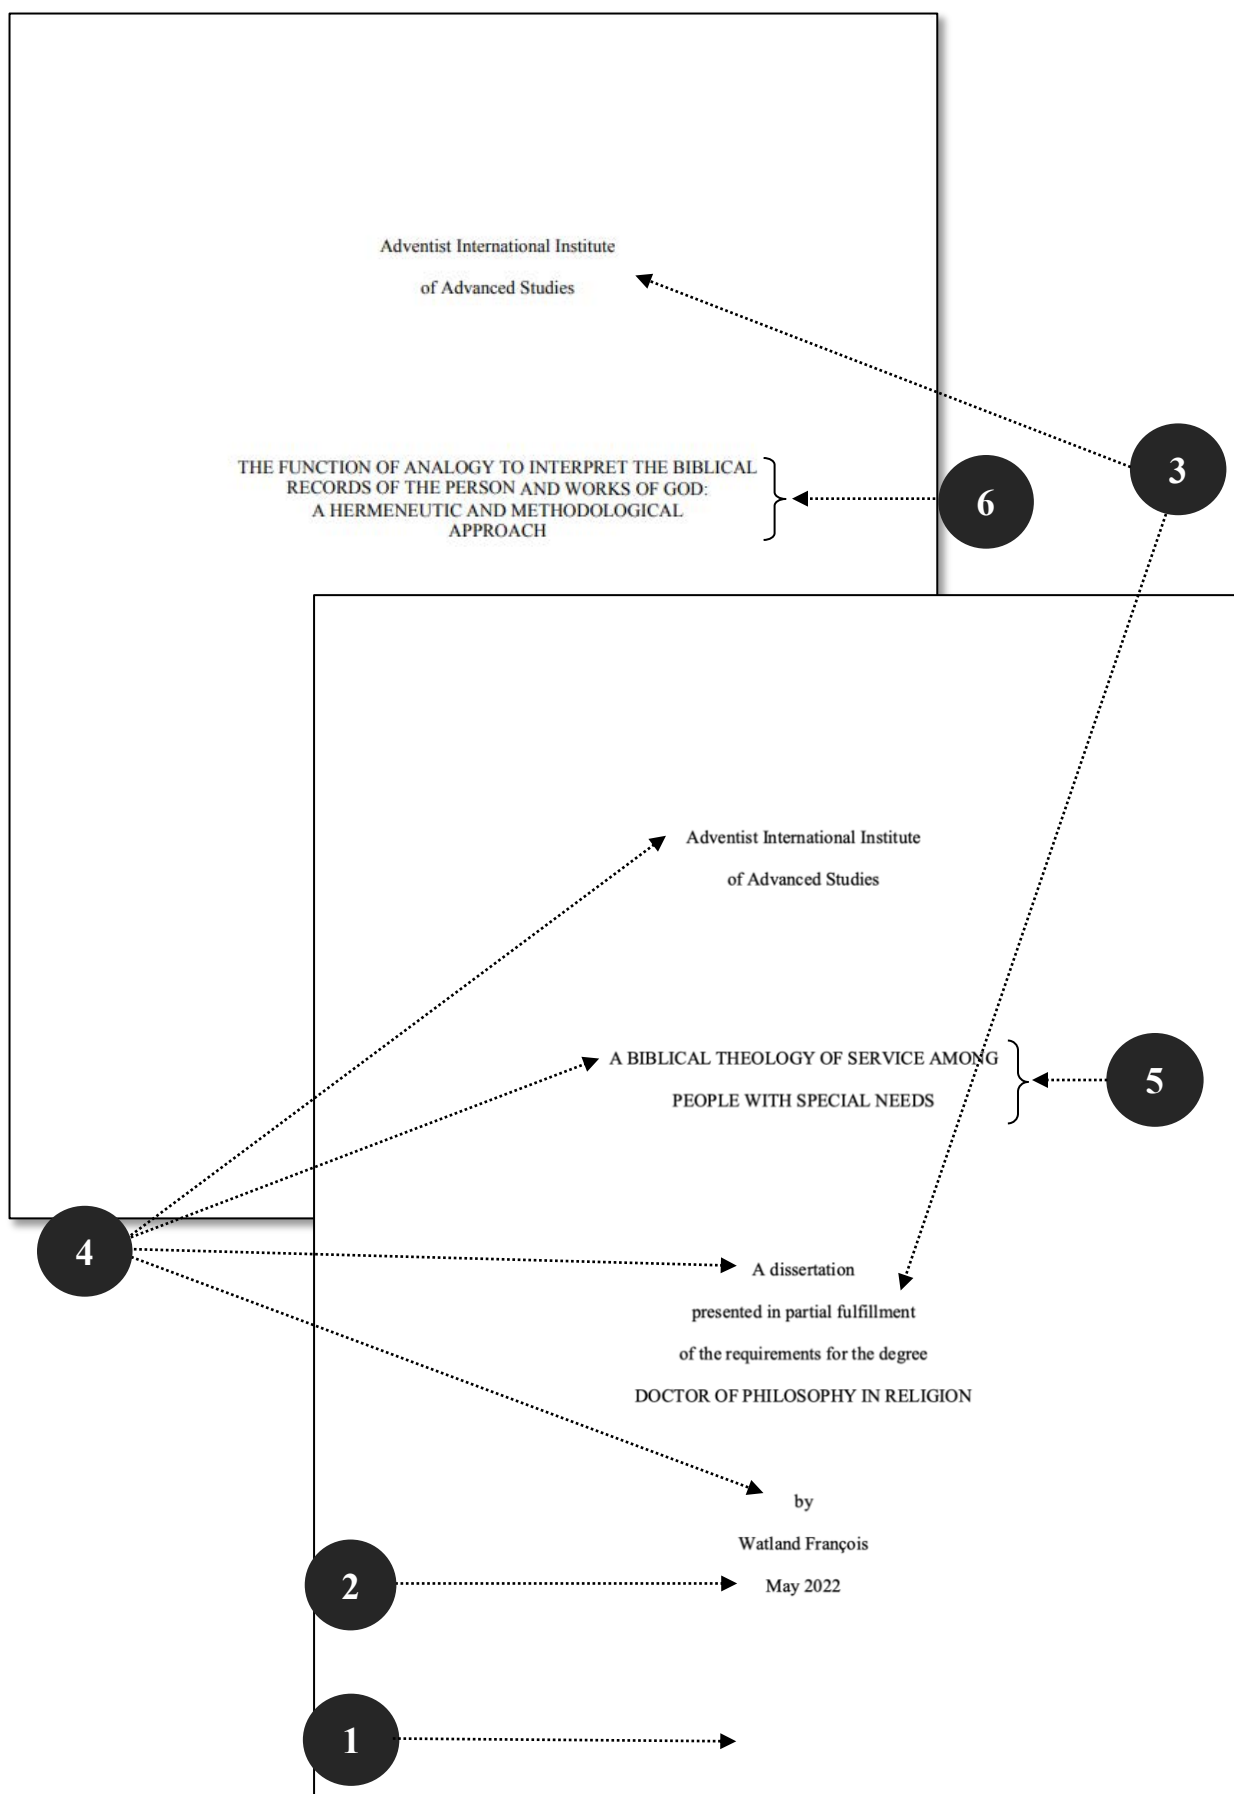 Adventist International Institute
of Advanced Studies
3
THE FUNCTION OF ANALOGY TO INTERPRET THE BIBLICAL
RECORDS OF THE PERSON AND WORKS OF GOD:
A HERMENEUTIC AND METHODOLOGICAL
APPROACH
6
Adventist International Institute
of Advanced Studies
A BIBLICAL THEOLOGY OF SERVICE AMONG
PEOPLE WITH SPECIAL NEEDS
5
4
A dissertation
presented in partial fulfillment
of the requirements for the degree
DOCTOR OF PHILOSOPHY IN RELIGION
by
Watland François
2
May 2022
1